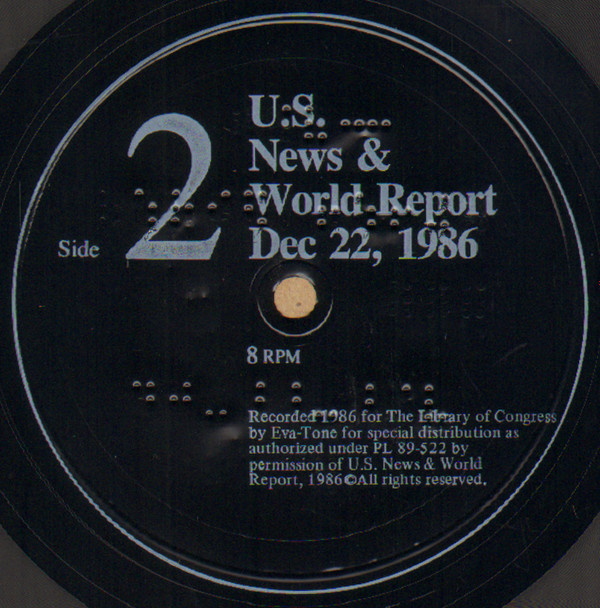 U.S.
News &
World Report
Dec 22, 1986
Side 2
8 RPM
Recorded 1986 for The Library of Congress
by Eva-Tone for special distribution as
authorized under PL 89-522 by
permission of U.S. News & World
Report, 1986©All rights reserved.